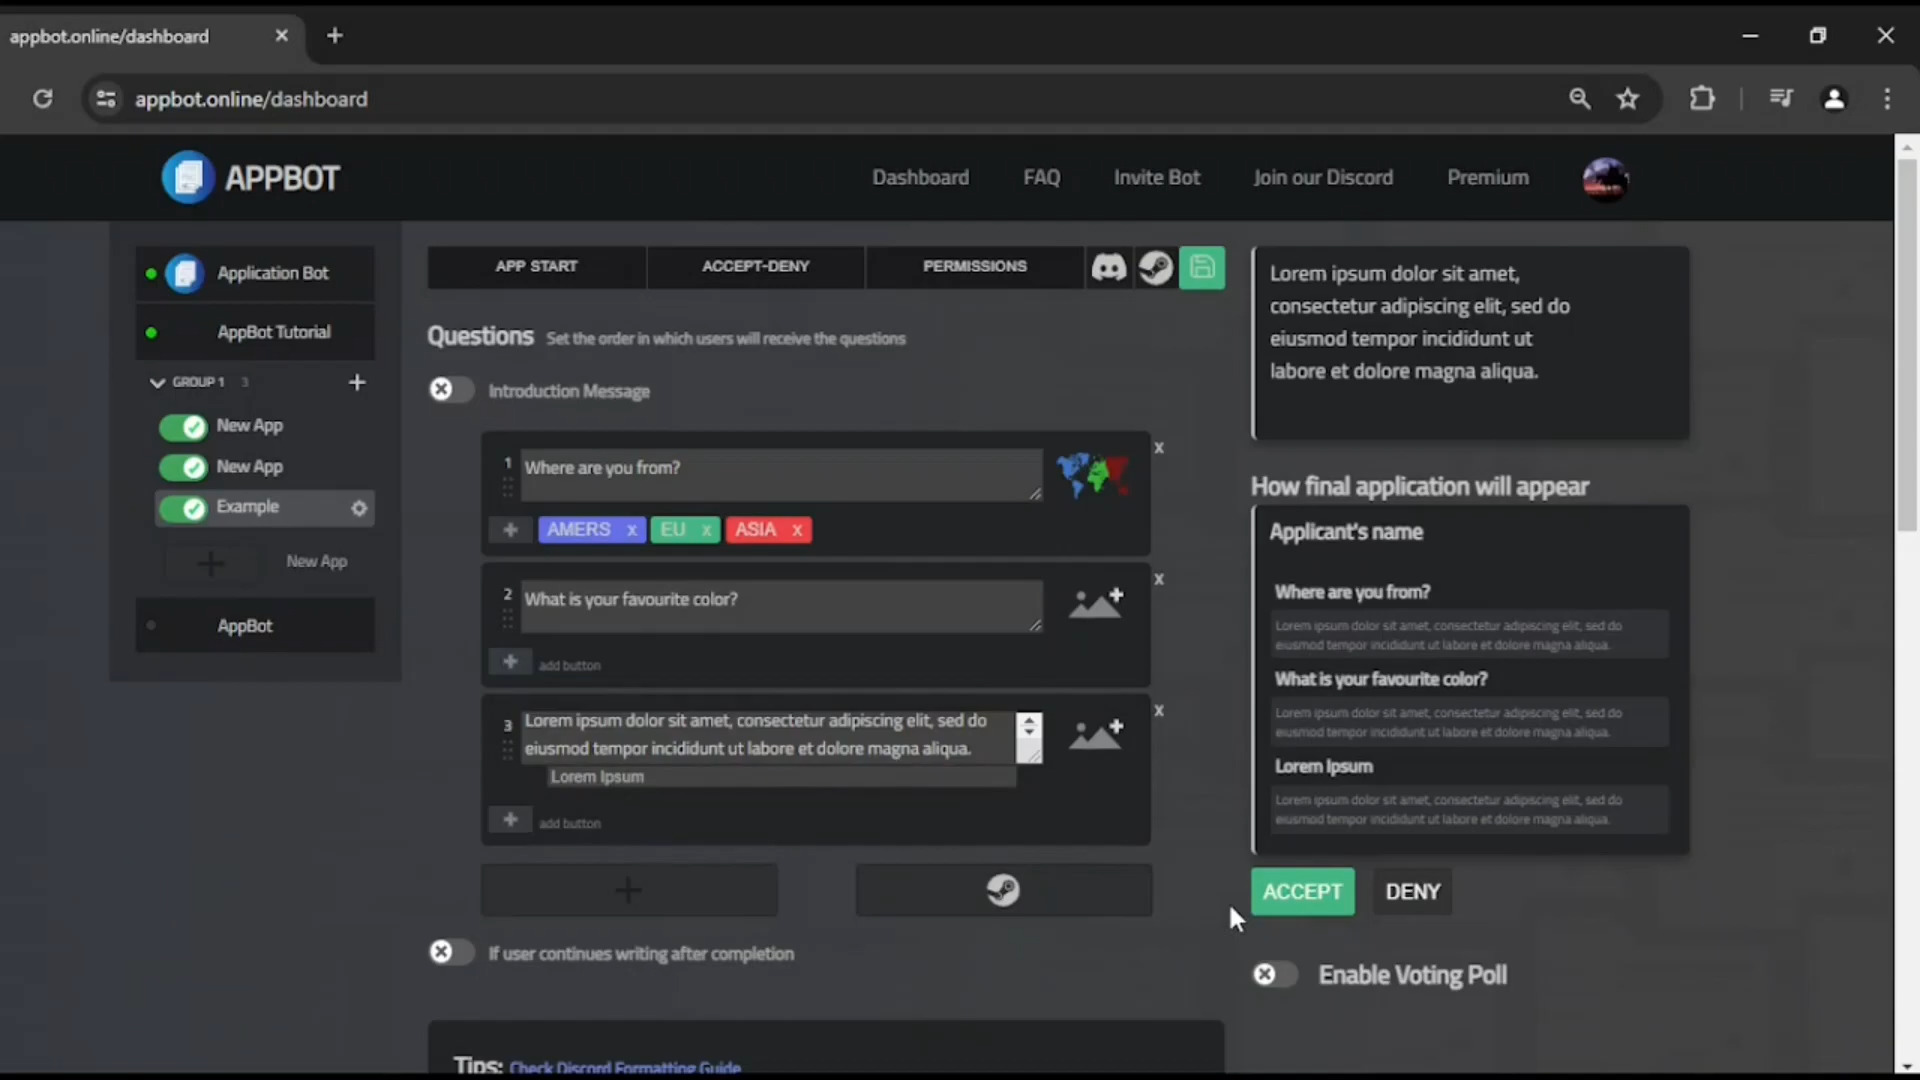 appbot.online/dashboard
appbot.online/dashboard
APPBOT
Dashboard
FAQ
Invite Bot
Join our Discord
Premium
Application Bot
AppBot Tutorial
GROUP 1 3
New App
New App
Example
New App
AppBot
APP START
ACCEPT-DENY
PERMISSIONS
Questions Set the order in which users will receive the questions
Introduction Message
1 Where are you from?
x
AMERS x
EU x
ASIA x
2 What is your favourite color?
x
add button
3 Lorem ipsum dolor sit amet, consectetur adipiscing elit, sed do
eiusmod tempor incididunt ut labore et dolore magna aliqua.
x
Lorem Ipsum
add button
If user continues writing after completion
Tips: Check Discord Formatting Guide
Lorem ipsum dolor sit amet,
consectetur adipiscing elit, sed do
eiusmod tempor incididunt ut
labore et dolore magna aliqua.
How final application will appear
Applicant's name
Where are you from?
Lorem ipsum dolor sit amet, consectetur adipiscing elit, sed do
eiusmod tempor incididunt ut labore et dolore magna aliqua.
What is your favourite color?
Lorem ipsum dolor sit amet, consectetur adipiscing elit, sed do
eiusmod tempor incididunt ut labore et dolore magna aliqua.
Lorem Ipsum
Lorem ipsum dolor sit amet, consectetur adipiscing elit, sed do
eiusmod tempor incididunt ut labore et dolore magna aliqua.
ACCEPT
DENY
Enable Voting Poll